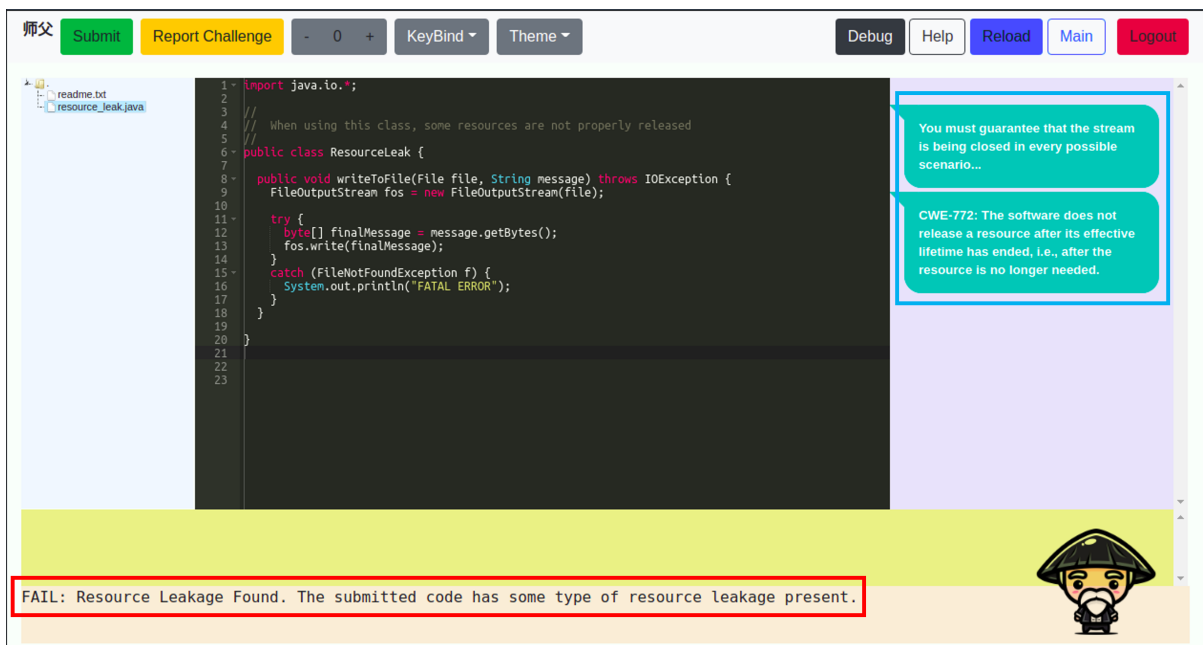 师父 Submit Report Challenge - 0 + KeyBind Theme Debug Help Reload Main Logout
.
readme.txt
resource_leak.java
1 import java.io.*;
2
3 //
4 //  When using this class, some resources are not properly released
5 //
6 public class ResourceLeak {
7
8   public void writeToFile(File file, String message) throws IOException {
9     FileOutputStream fos = new FileOutputStream(file);
10
11     try {
12       byte[] finalMessage = message.getBytes();
13       fos.write(finalMessage);
14     }
15     catch (FileNotFoundException f) {
16       System.out.println("FATAL ERROR");
17     }
18   }
19
20 }
21
22
23
You must guarantee that the stream
is being closed in every possible
scenario...
CWE-772: The software does not
release a resource after its effective
lifetime has ended, i.e., after the
resource is no longer needed.
FAIL: Resource Leakage Found. The submitted code has some type of resource leakage present.